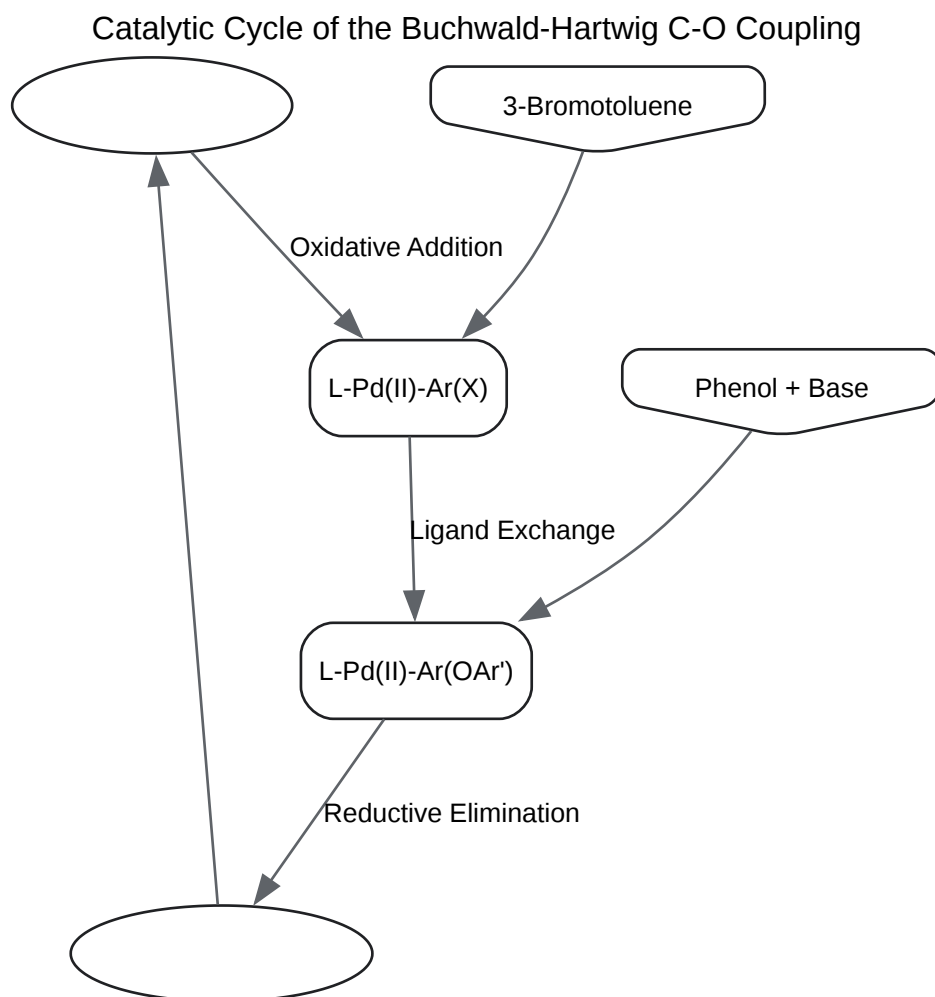 Catalytic Cycle of the Buchwald-Hartwig C-O Coupling
3-Bromotoluene
Oxidative Addition
L-Pd(II)-Ar(X)
Phenol + Base
Ligand Exchange
L-Pd(II)-Ar(OAr')
Reductive Elimination